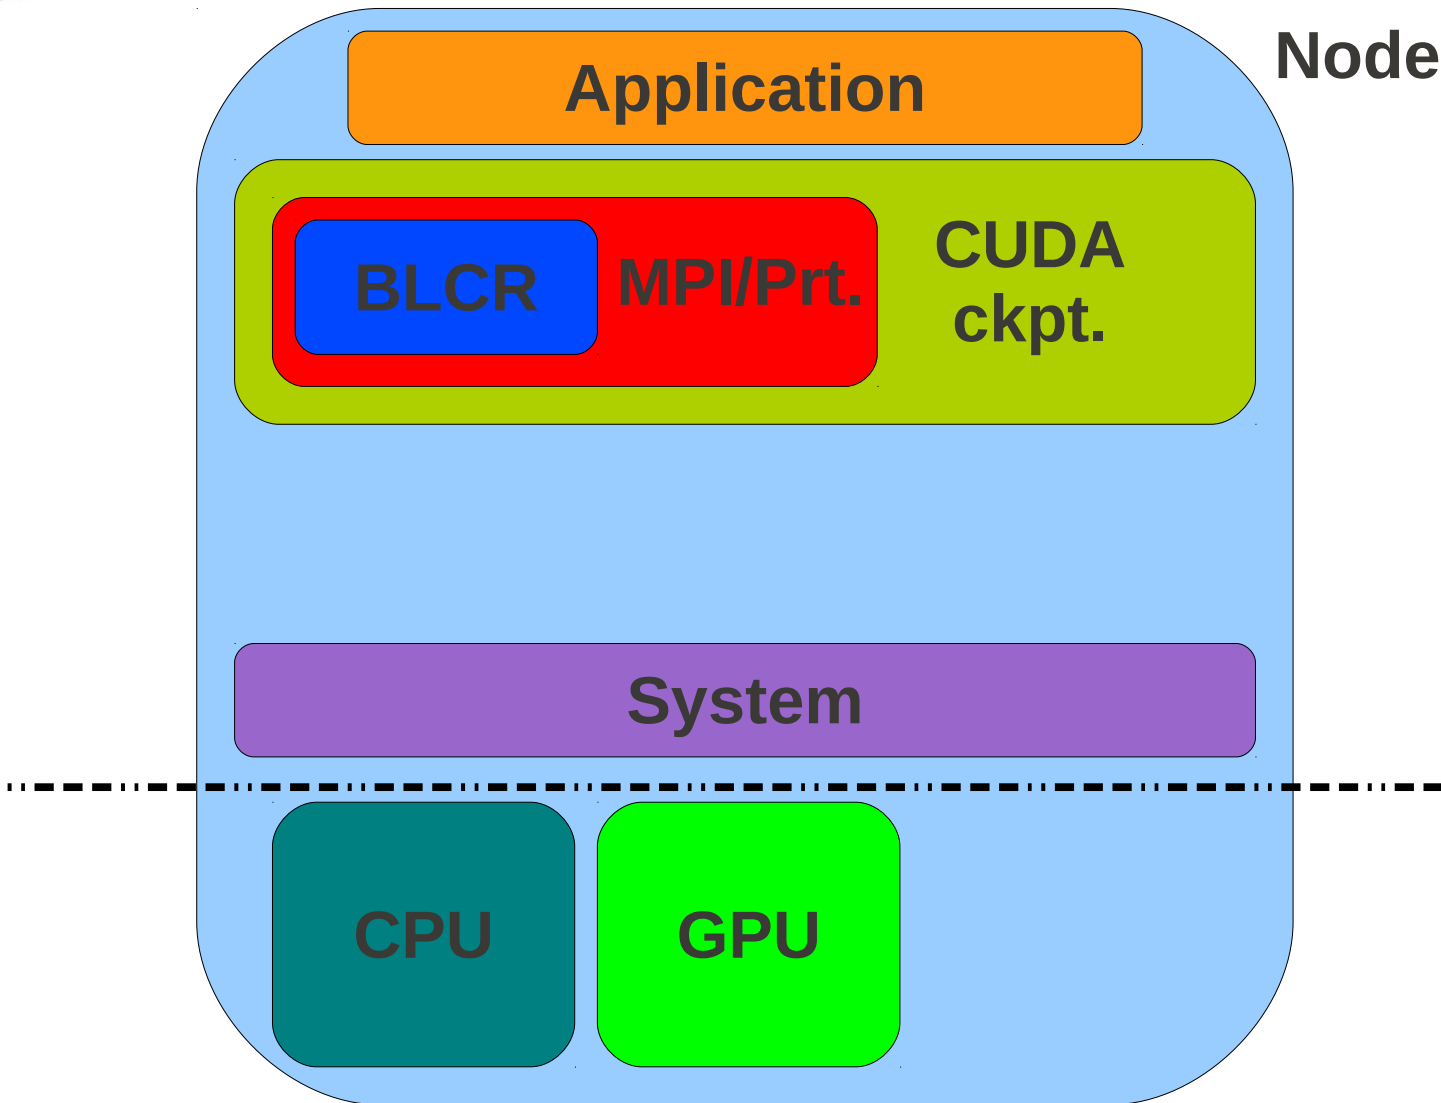 Node
Application
CUDA
ckpt.
MPI/Prt.
BLCR
System
CPU
GPU